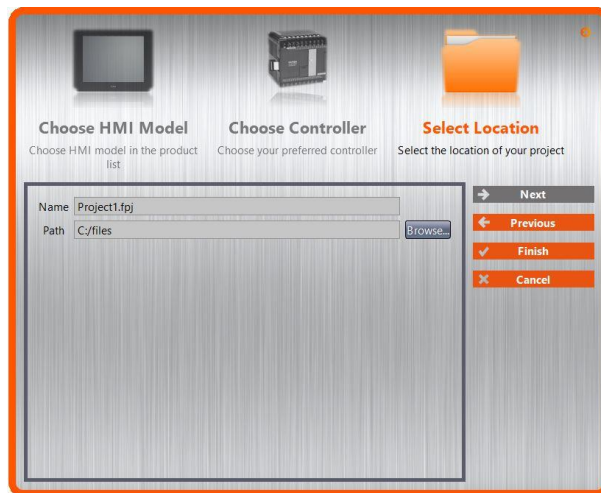 Choose HMI Model
Choose HMI model in the product
list
Choose Controller
Choose your preferred controller
Select Location
Select the location of your project
Name Project1.fpj
Path C:/files Browse...
Next
Previous
Finish
Cancel